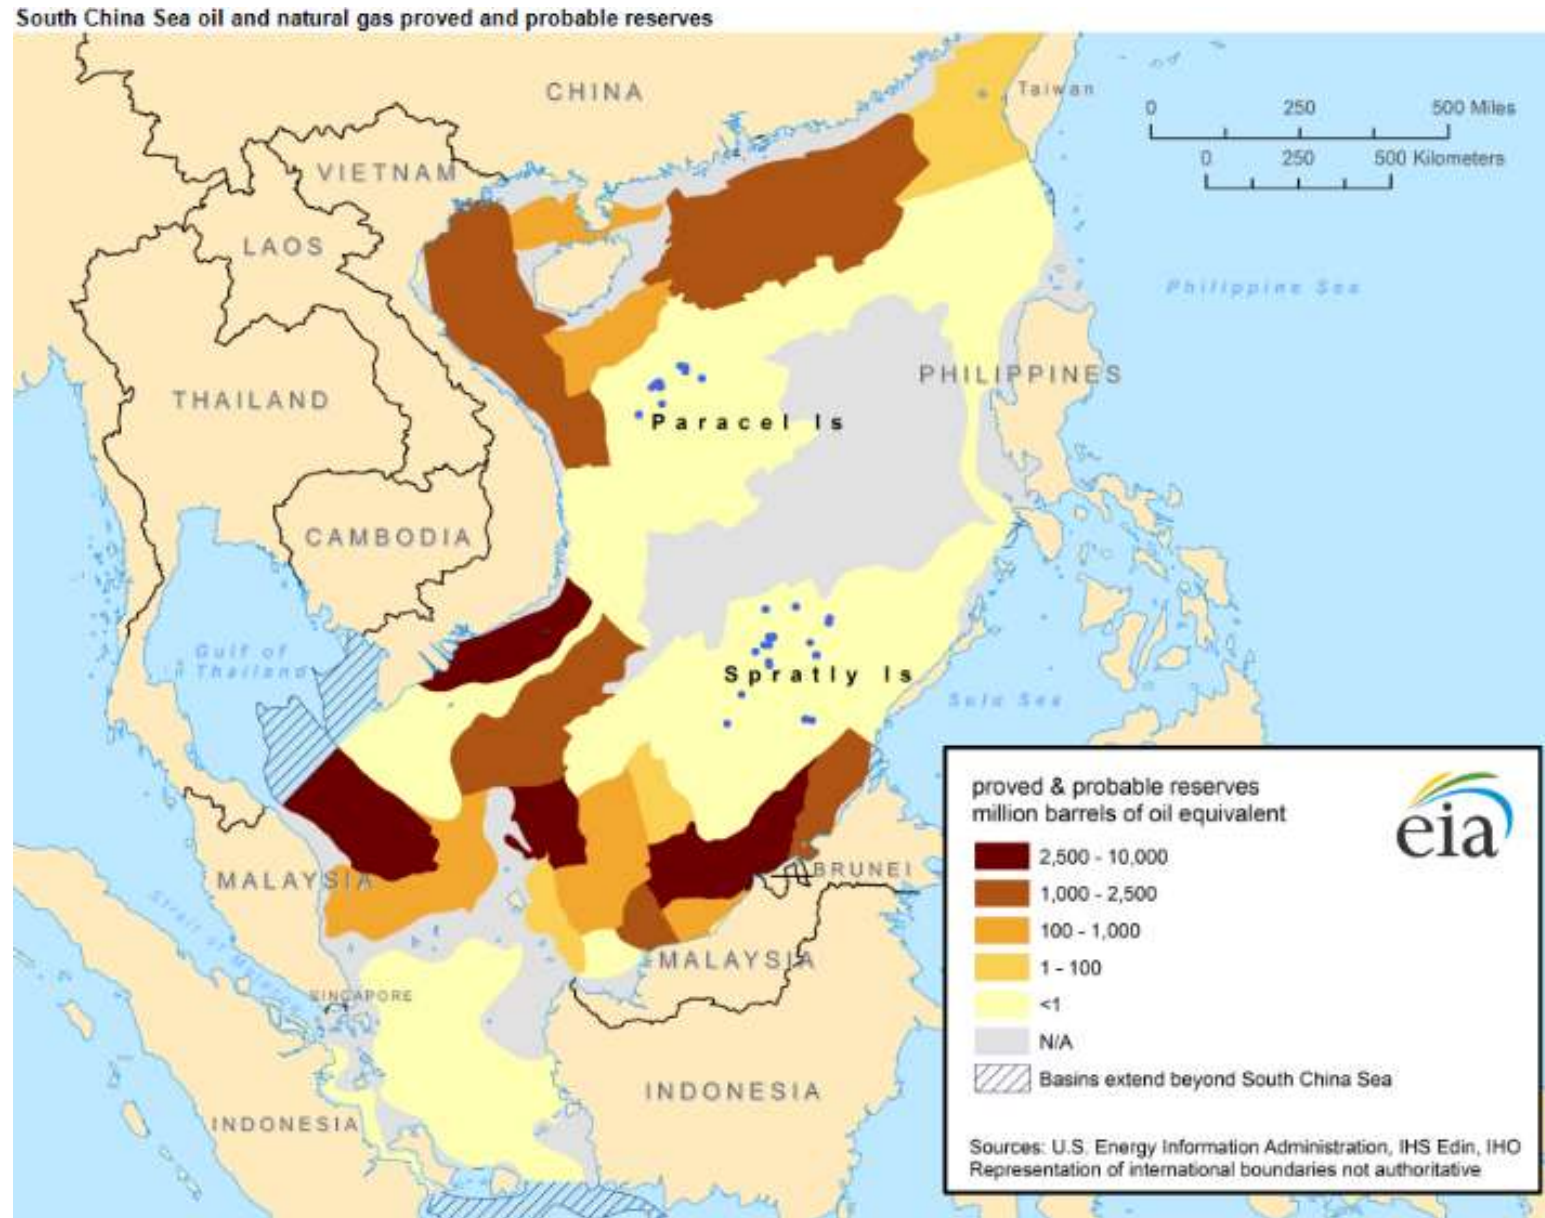 South China Sea oil and natural gas proved and probable reserves
CHINA
Taiwan
0 250 500 Miles
0 250 500 Kilometers
VIETNAM
LAOS
Philippine Sea
THAILAND
PHILIPPINES
Paracel Is
CAMBODIA
Gulf of
Thailand
Spratly Is
Sulu Sea
MALAYSIA
BRUNEI
Strait of Malacca
MALAYSIA
SINGAPORE
INDONESIA
INDONESIA
proved & probable reserves
million barrels of oil equivalent
eia
2,500 - 10,000
1,000 - 2,500
100 - 1,000
1 - 100
<1
N/A
Basins extend beyond South China Sea
Sources: U.S. Energy Information Administration, IHS Edin, IHO
Representation of international boundaries not authoritative